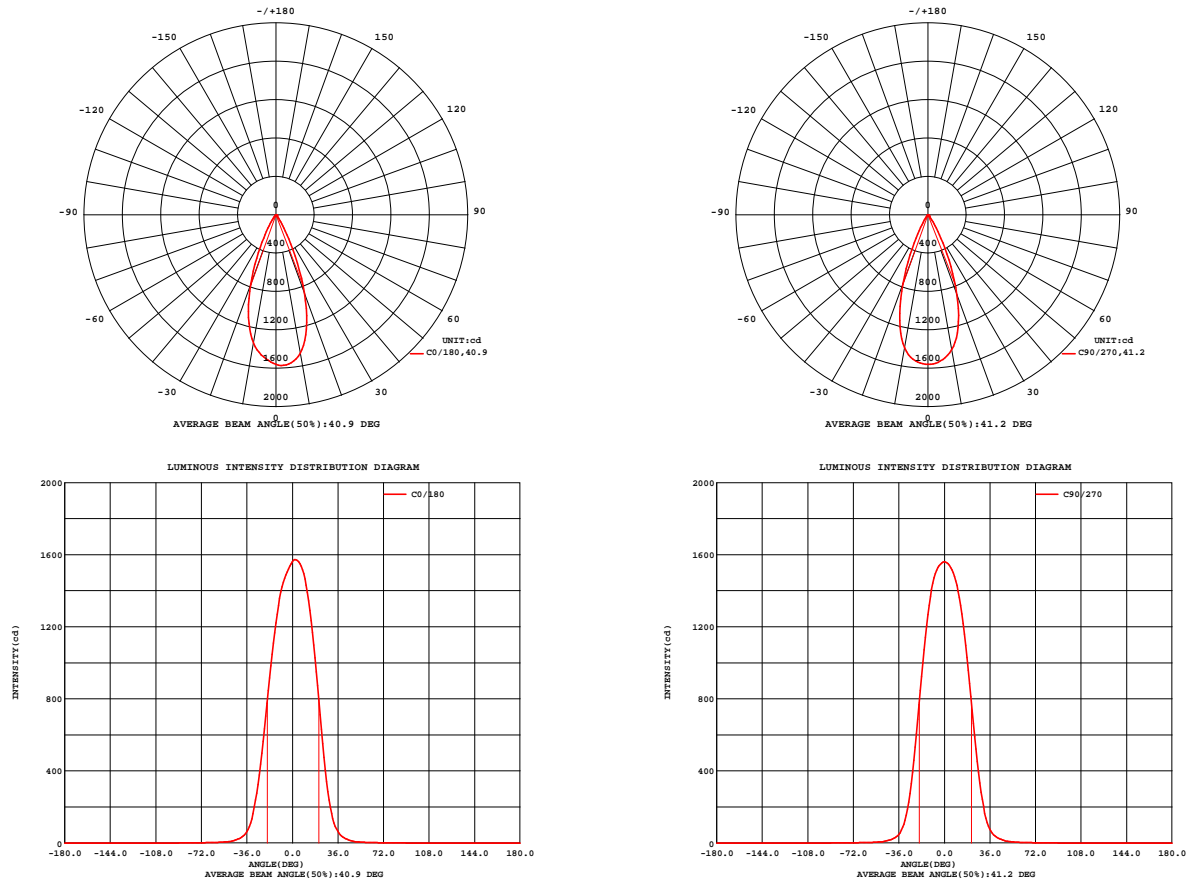 -/+180
-150 150
-120 120
-90 90
-60 60
-30 30
0
400
800
1200
1600
2000
0
UNIT:cd
C0/180,40.9
AVERAGE BEAM ANGLE(50%):40.9 DEG
-/+180
-150 150
-120 120
-90 90
-60 60
-30 30
0
400
800
1200
1600
2000
0
UNIT:cd
C90/270,41.2
AVERAGE BEAM ANGLE(50%):41.2 DEG
LUMINOUS INTENSITY DISTRIBUTION DIAGRAM
C0/180
INTENSITY(cd)
2000
1600
1200
800
400
0
-180.0 -144.0 -108.0 -72.0 -36.0 0.0 36.0 72.0 108.0 144.0 180.0
ANGLE(DEG)
AVERAGE BEAM ANGLE(50%):40.9 DEG
LUMINOUS INTENSITY DISTRIBUTION DIAGRAM
C90/270
INTENSITY(cd)
2000
1600
1200
800
400
0
-180.0 -144.0 -108.0 -72.0 -36.0 0.0 36.0 72.0 108.0 144.0 180.0
ANGLE(DEG)
AVERAGE BEAM ANGLE(50%):41.2 DEG